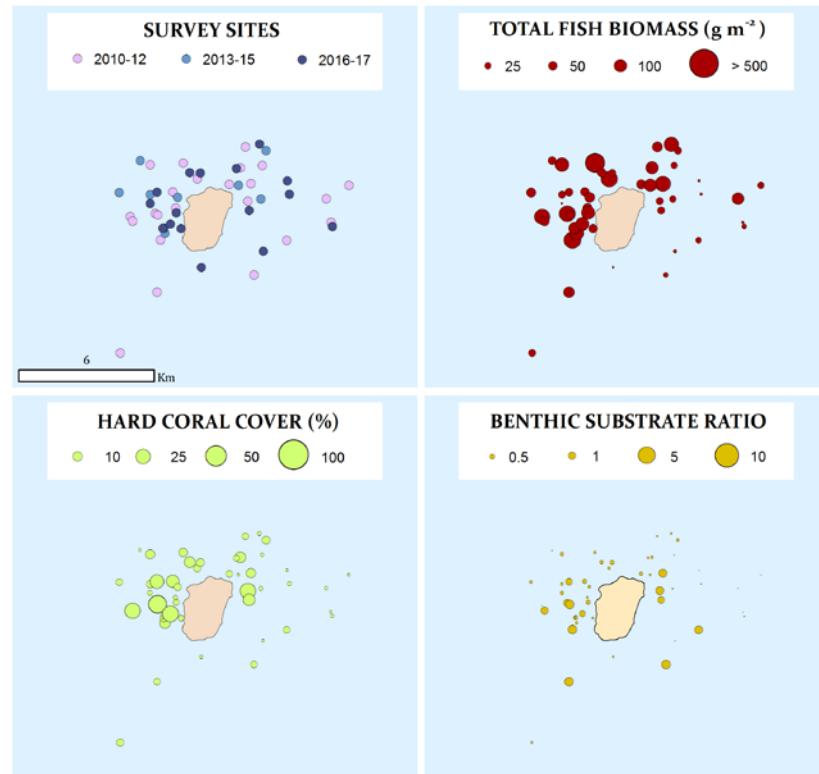 SURVEY SITES
2010-12 2013-15 2016-17
6
Km
TOTAL FISH BIOMASS (g m⁻²)
25 50 100 > 500
HARD CORAL COVER (%)
10 25 50 100
BENTHIC SUBSTRATE RATIO
0.5 1 5 10